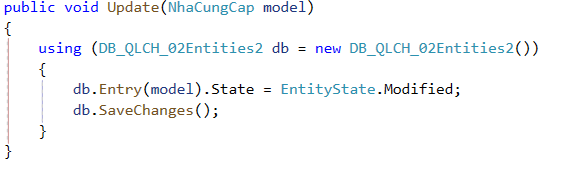 public void Update(NhaCungCap model)
{
    using (DB_QLCH_02Entities2 db = new DB_QLCH_02Entities2())
    {
        db.Entry(model).State = EntityState.Modified;
        db.SaveChanges();
    }
}